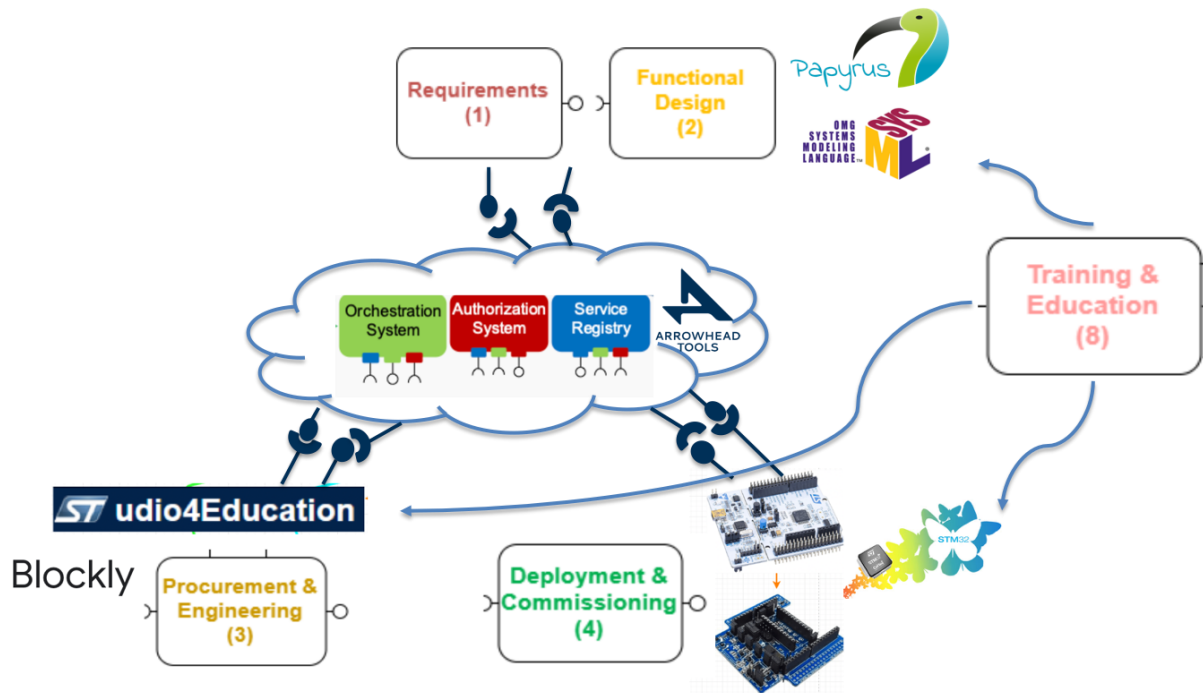 Requirements
(1)
Functional
Design
(2)
Papyrus
OMG
SYSTEMS
MODELING
LANGUAGE™
SYS
ML
Training &
Education
(8)
Orchestration
System
Authorization
System
Service
Registry
ARROWHEAD
TOOLS
ST udio4Education
Blockly
Procurement &
Engineering
(3)
Deployment &
Commissioning
(4)
STM32